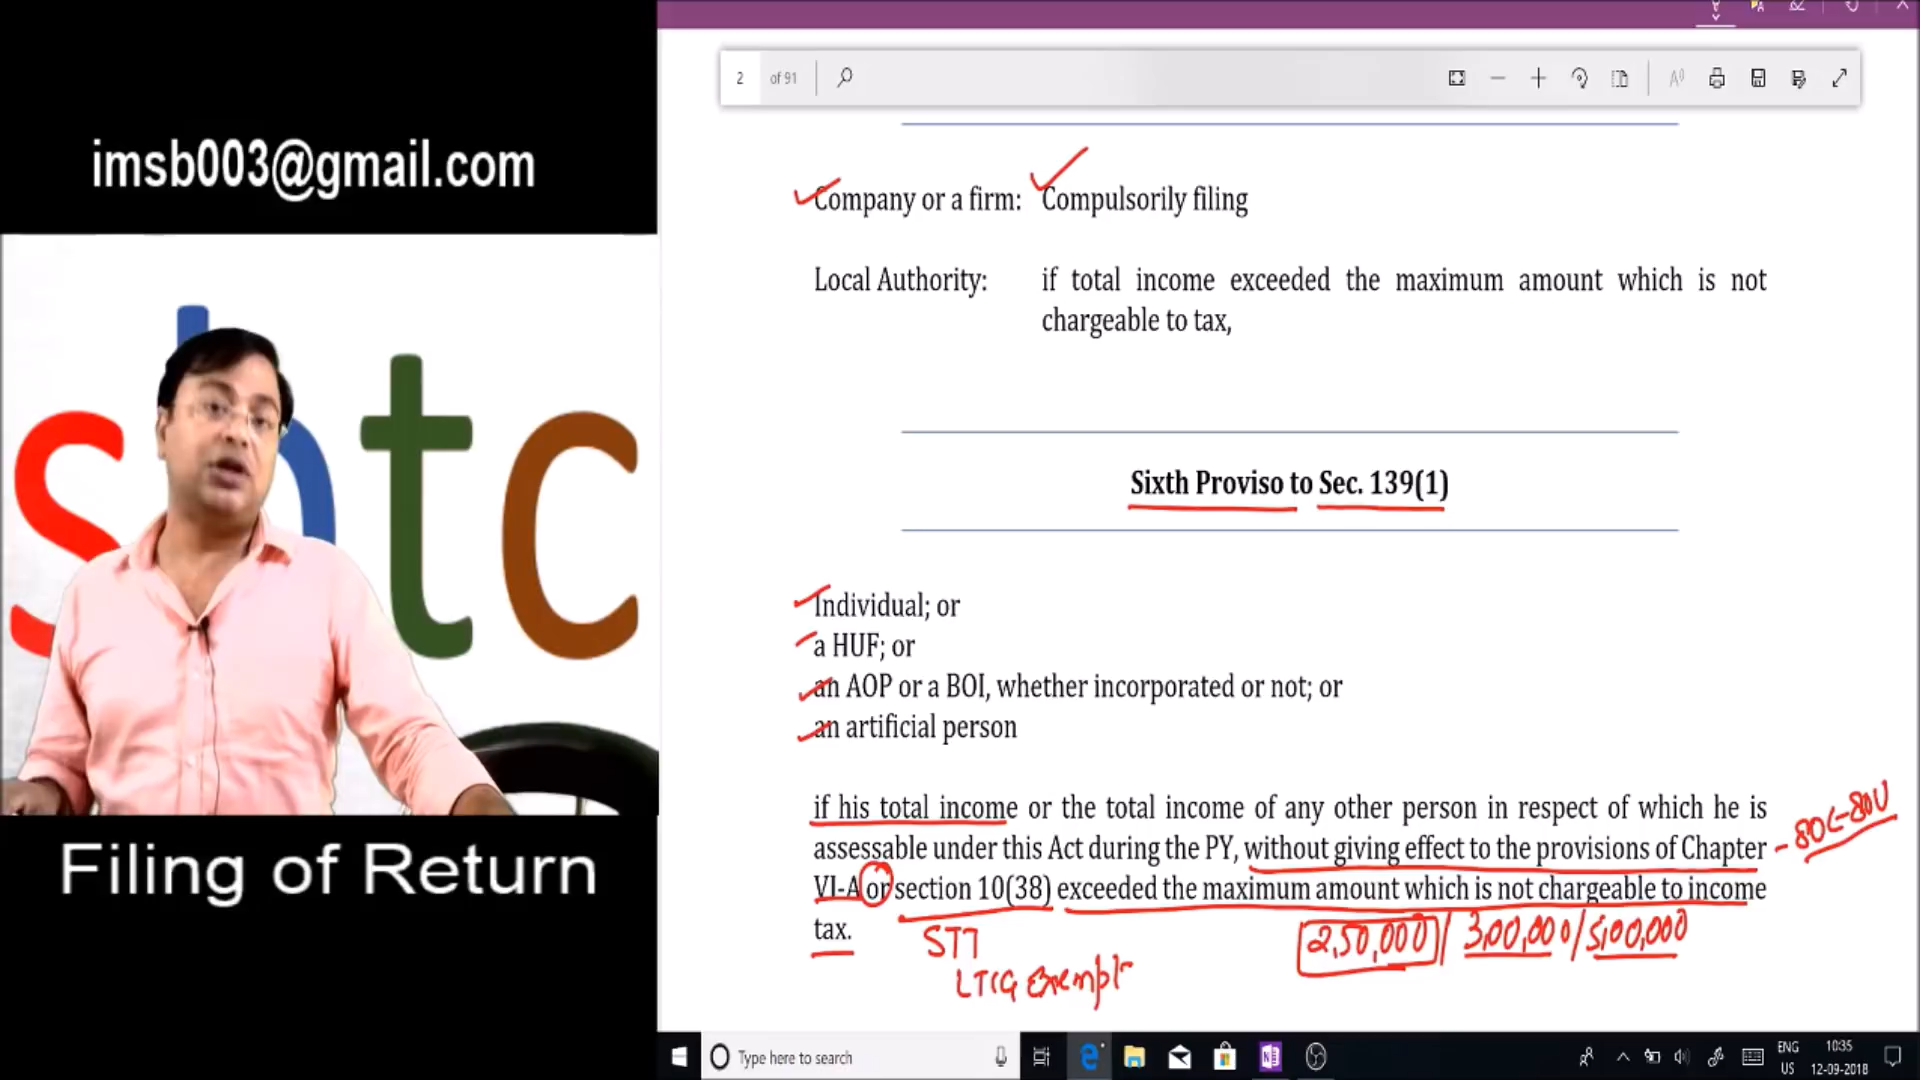 imsb003@gmail.com
sbtc
Filing of Return
2 of 91
Company or a firm: Compulsorily filing
Local Authority: if total income exceeded the maximum amount which is not
chargeable to tax,
Sixth Proviso to Sec. 139(1)
Individual; or
a HUF; or
an AOP or a BOI, whether incorporated or not; or
an artificial person
if his total income or the total income of any other person in respect of which he is
assessable under this Act during the PY, without giving effect to the provisions of Chapter - 80C-80U
VI-A or section 10(38) exceeded the maximum amount which is not chargeable to income
tax.
STT
LTCG Exempt
2,50,000 / 3,00,000 / 5,00,000
Type here to search
ENG
US
10:35
12-09-2018